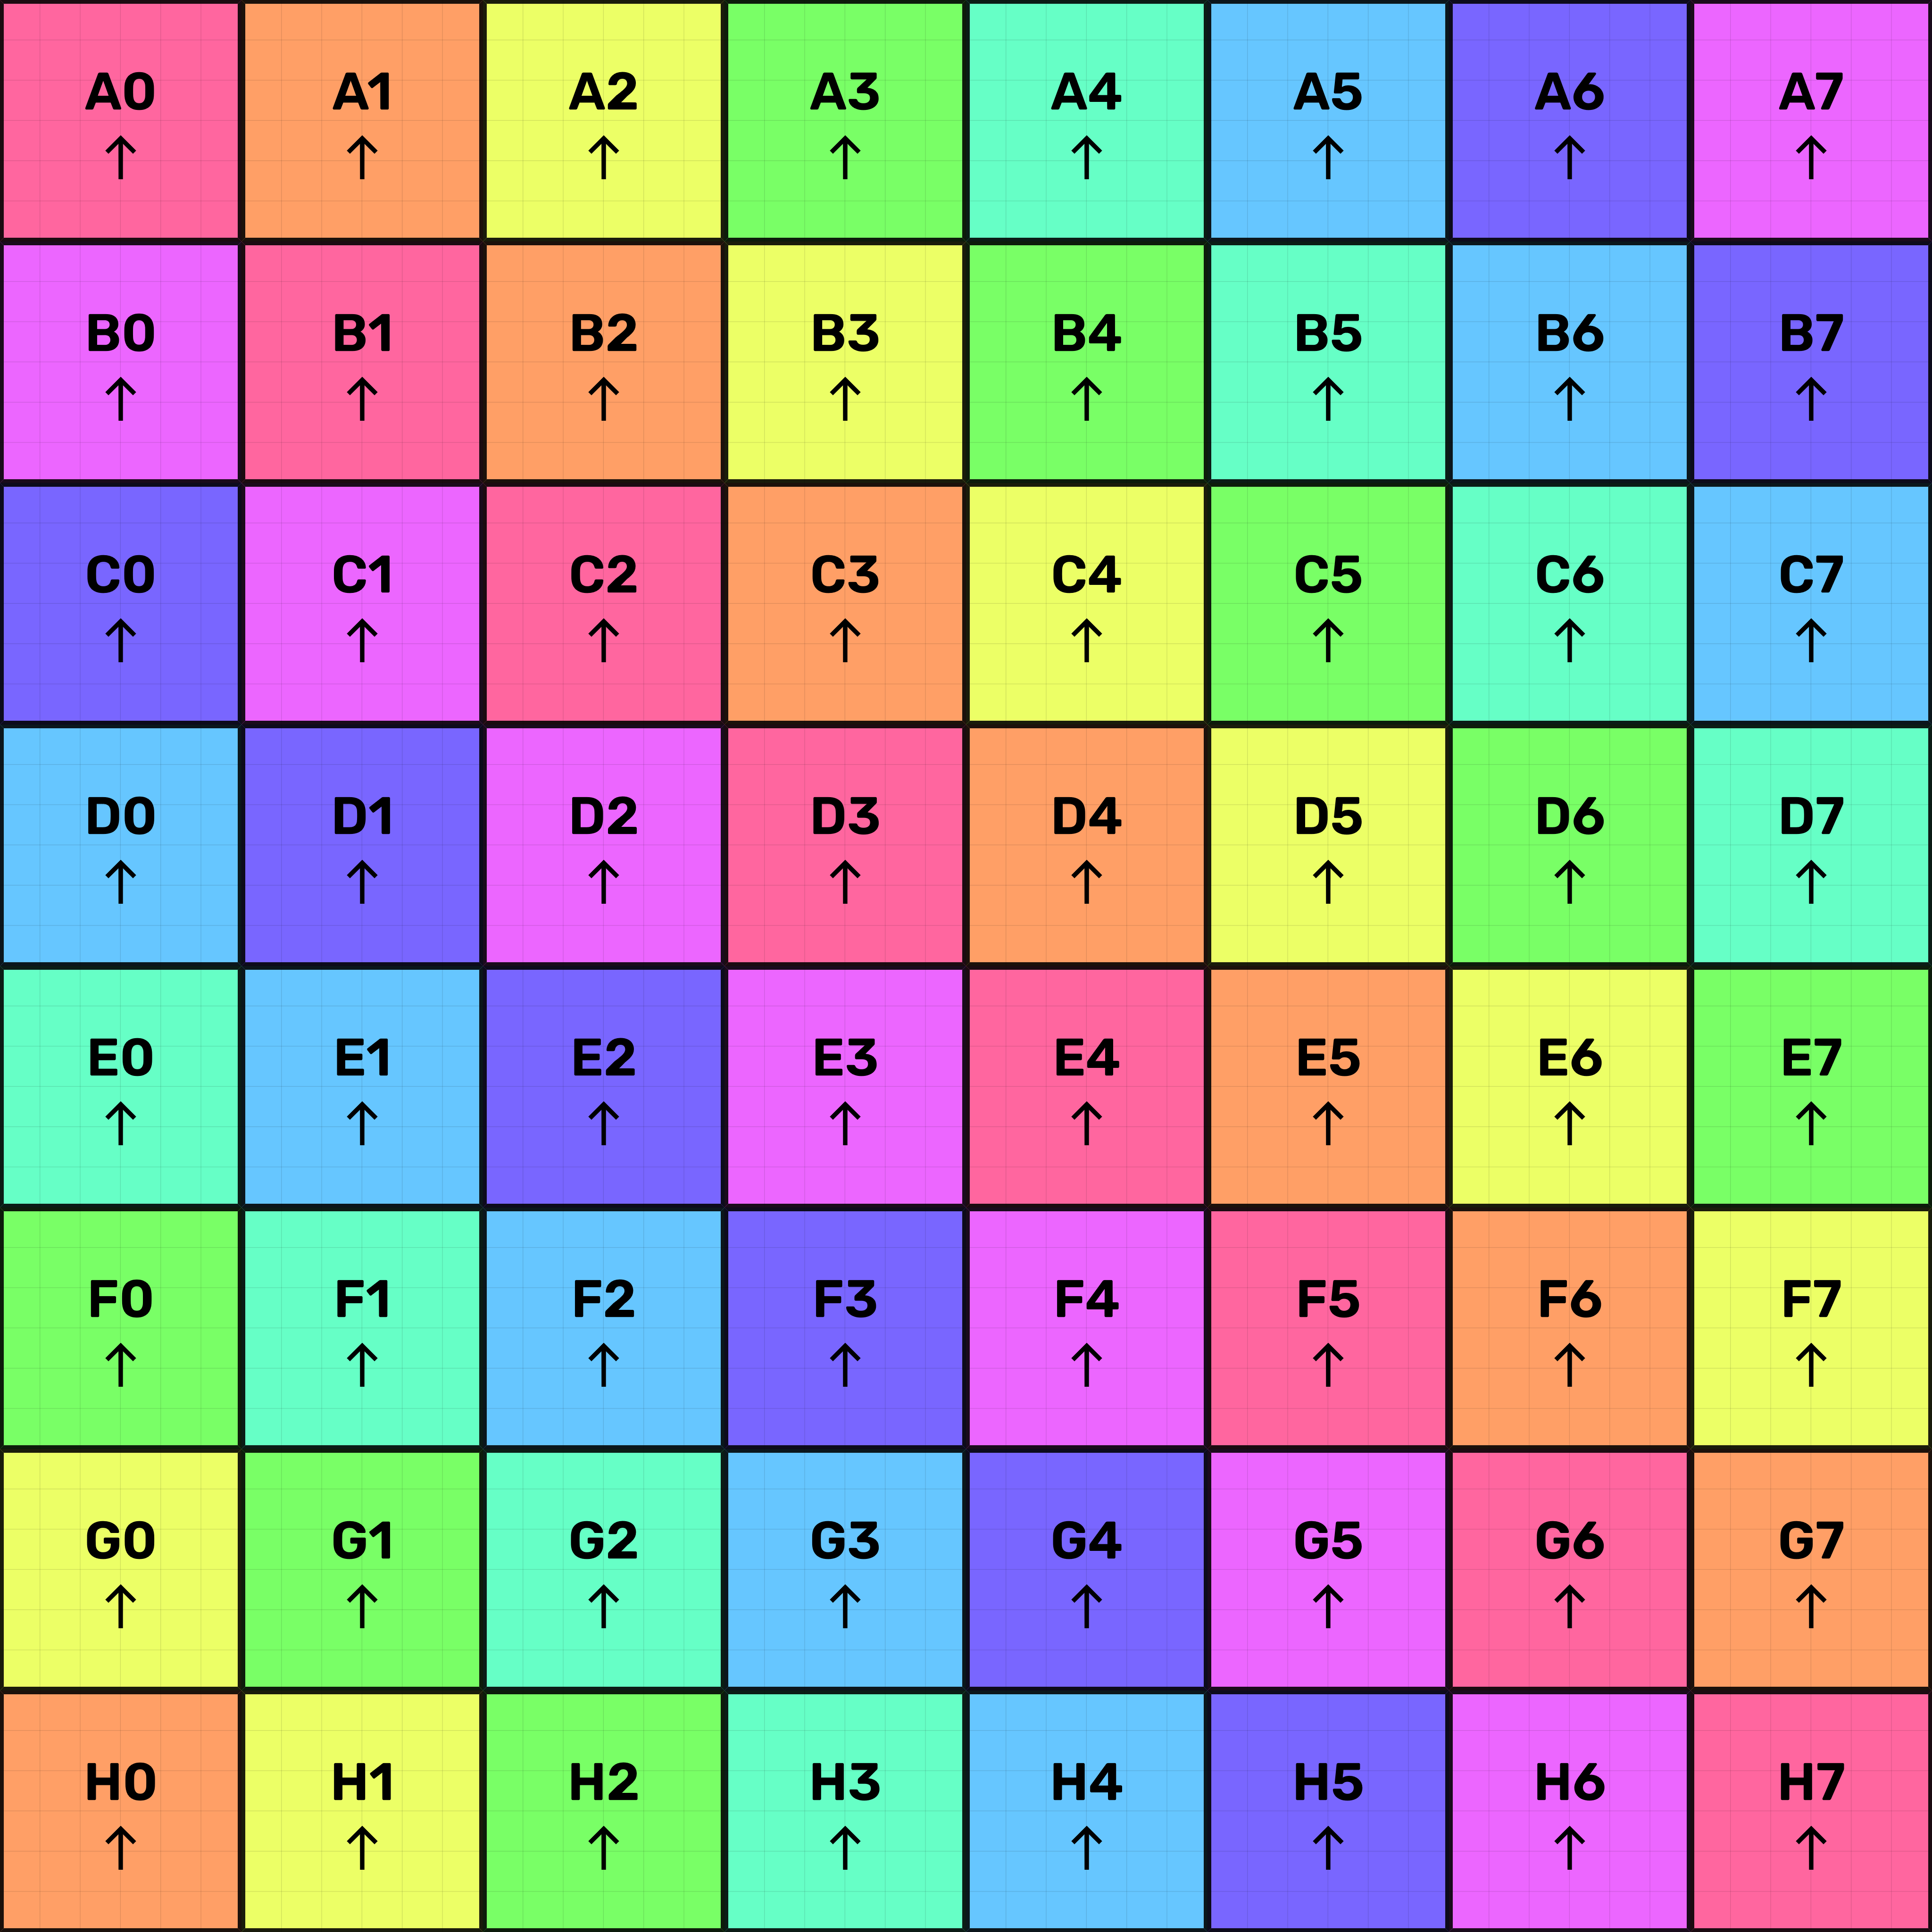 A0 A1 A2 A3 A4 A5 A6 A7
↑ ↑ ↑ ↑ ↑ ↑ ↑ ↑
B0 B1 B2 B3 B4 B5 B6 B7
↑ ↑ ↑ ↑ ↑ ↑ ↑ ↑
C0 C1 C2 C3 C4 C5 C6 C7
↑ ↑ ↑ ↑ ↑ ↑ ↑ ↑
D0 D1 D2 D3 D4 D5 D6 D7
↑ ↑ ↑ ↑ ↑ ↑ ↑ ↑
E0 E1 E2 E3 E4 E5 E6 E7
↑ ↑ ↑ ↑ ↑ ↑ ↑ ↑
F0 F1 F2 F3 F4 F5 F6 F7
↑ ↑ ↑ ↑ ↑ ↑ ↑ ↑
G0 G1 G2 G3 G4 G5 G6 G7
↑ ↑ ↑ ↑ ↑ ↑ ↑ ↑
H0 H1 H2 H3 H4 H5 H6 H7
↑ ↑ ↑ ↑ ↑ ↑ ↑ ↑